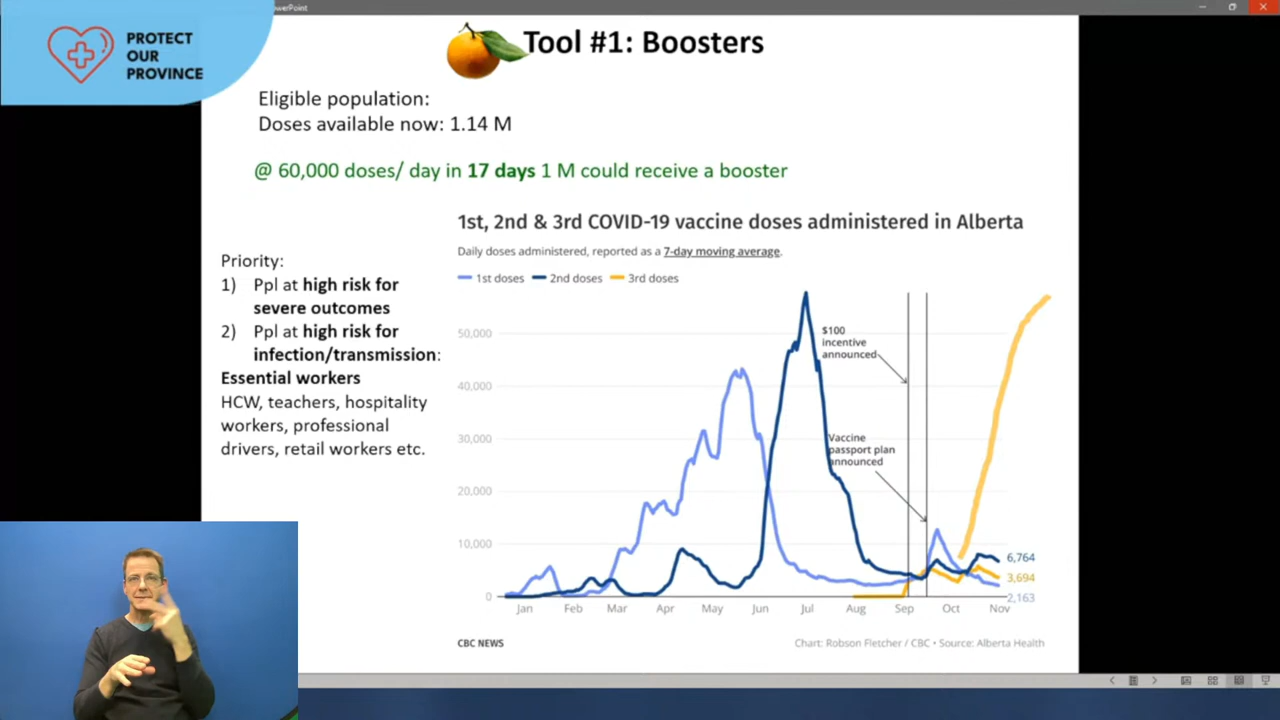 werPoint
PROTECT
OUR
PROVINCE
Tool #1: Boosters
Eligible population:
Doses available now: 1.14 M
@ 60,000 doses/ day in 17 days 1 M could receive a booster
Priority:
1) Ppl at high risk for
severe outcomes
2) Ppl at high risk for
infection/transmission:
Essential workers
HCW, teachers, hospitality
workers, professional
drivers, retail workers etc.
1st, 2nd & 3rd COVID-19 vaccine doses administered in Alberta
Daily doses administered, reported as a 7-day moving average.
1st doses 2nd doses 3rd doses
$100
incentive
announced
Vaccine
passport plan
announced
50,000
40,000
30,000
20,000
10,000
0
6,764
3,694
2,163
Jan Feb Mar Apr May Jun Jul Aug Sep Oct Nov
CBC NEWS
Chart: Robson Fletcher / CBC • Source: Alberta Health